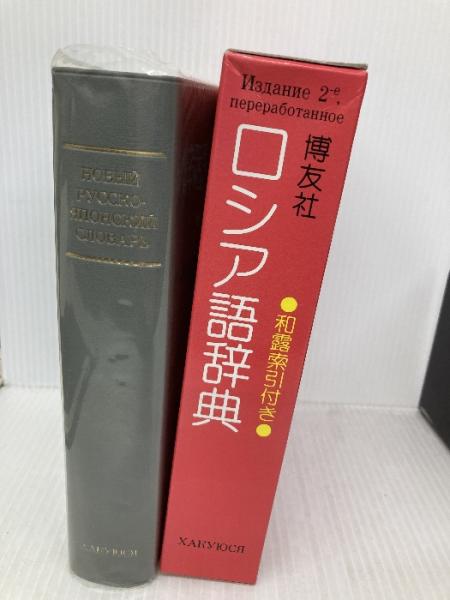 НОВЫЙ
РУССКО-
ЯПОНСКИЙ
СЛОВАРЬ
ХАКУЮСЯ
Издание 2-е,
переработанное
博友社
ロシア語辞典
●和露索引付き●
ХАКУЮСЯ